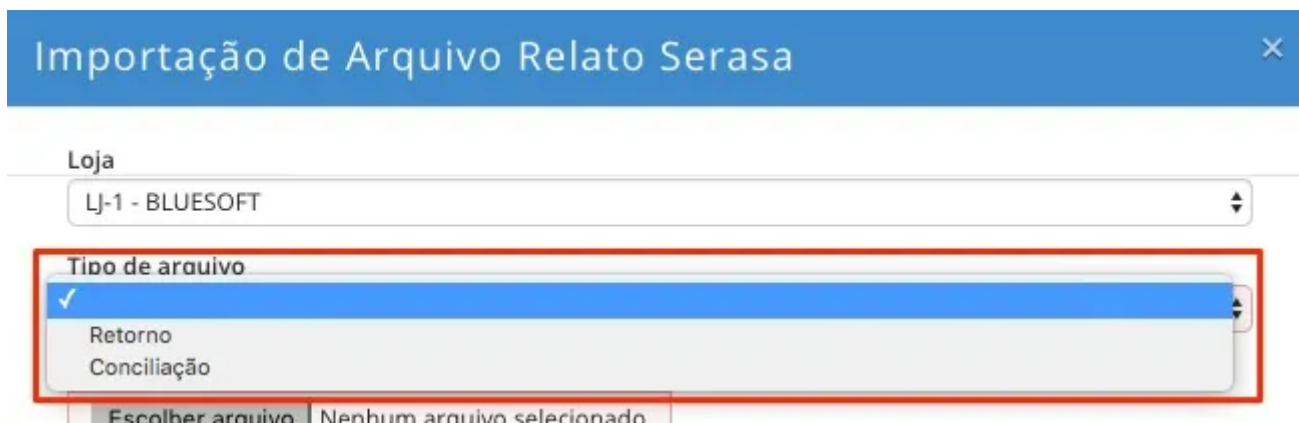 Importação de Arquivo Relato Serasa
Loja
LJ-1 - BLUESOFT
Tipo de arquivo
Retorno
Conciliação
Escolher arquivo Nenhum arquivo selecionado